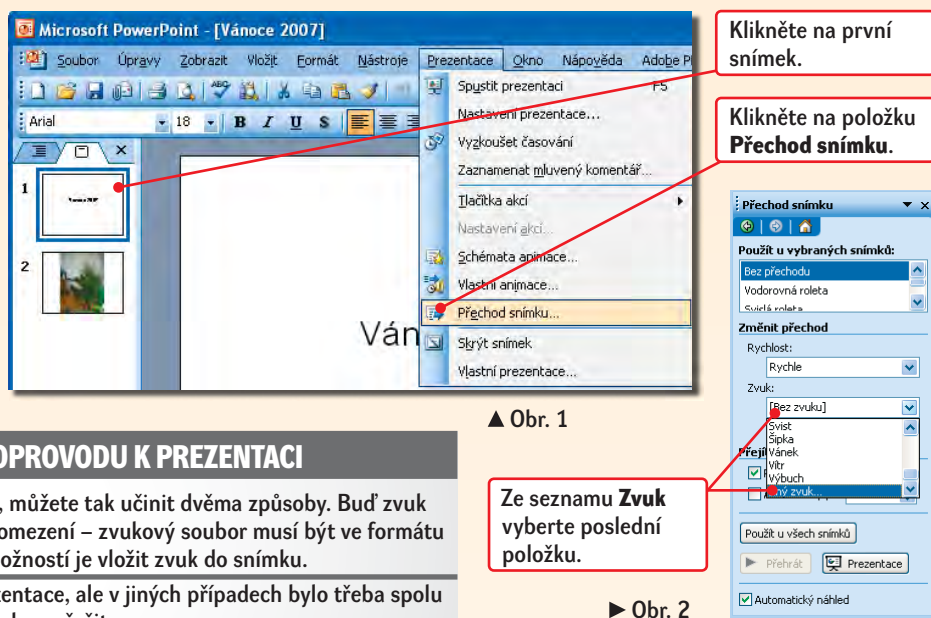 Microsoft PowerPoint - [Vánoce 2007]
Soubor Úpravy Zobrazit Vložit Formát Nástroje Prezentace Okno Nápověda
Arial 18 B I U S
1
2
Spustit prezentaci F5
Nastavení prezentace...
Vyzkoušet časování
Zaznamenat mluvený komentář...
Tlačítka akcí
Nastavení akcí...
Schémata animace...
Vlastní animace...
Přechod snímku...
Skrýt snímek
Vlastní prezentace...
Klikněte na první
snímek.
Klikněte na položku
Přechod snímku.
▲ Obr. 1
Přechod snímku
Použít u vybraných snímků:
Bez přechodu
Vodorovná roleta
Svislá roleta
Změnit přechod
Rychlost:
Rychle
Zvuk:
[Bez zvuku]
Svist
Šipka
Vánek
Vítr
Výbuch
zvuk...
Použít u všech snímků
Přehrát Prezentace
Automatický náhled
Ze seznamu Zvuk
vyberte poslední
položku.
► Obr. 2
K PREZENTACI
, můžete tak učinit dvěma způsoby. Buď zvuk
omezení – zvukový soubor musí být ve formátu
je vložit zvuk do snímku.
ale v jiných případech bylo třeba spolu